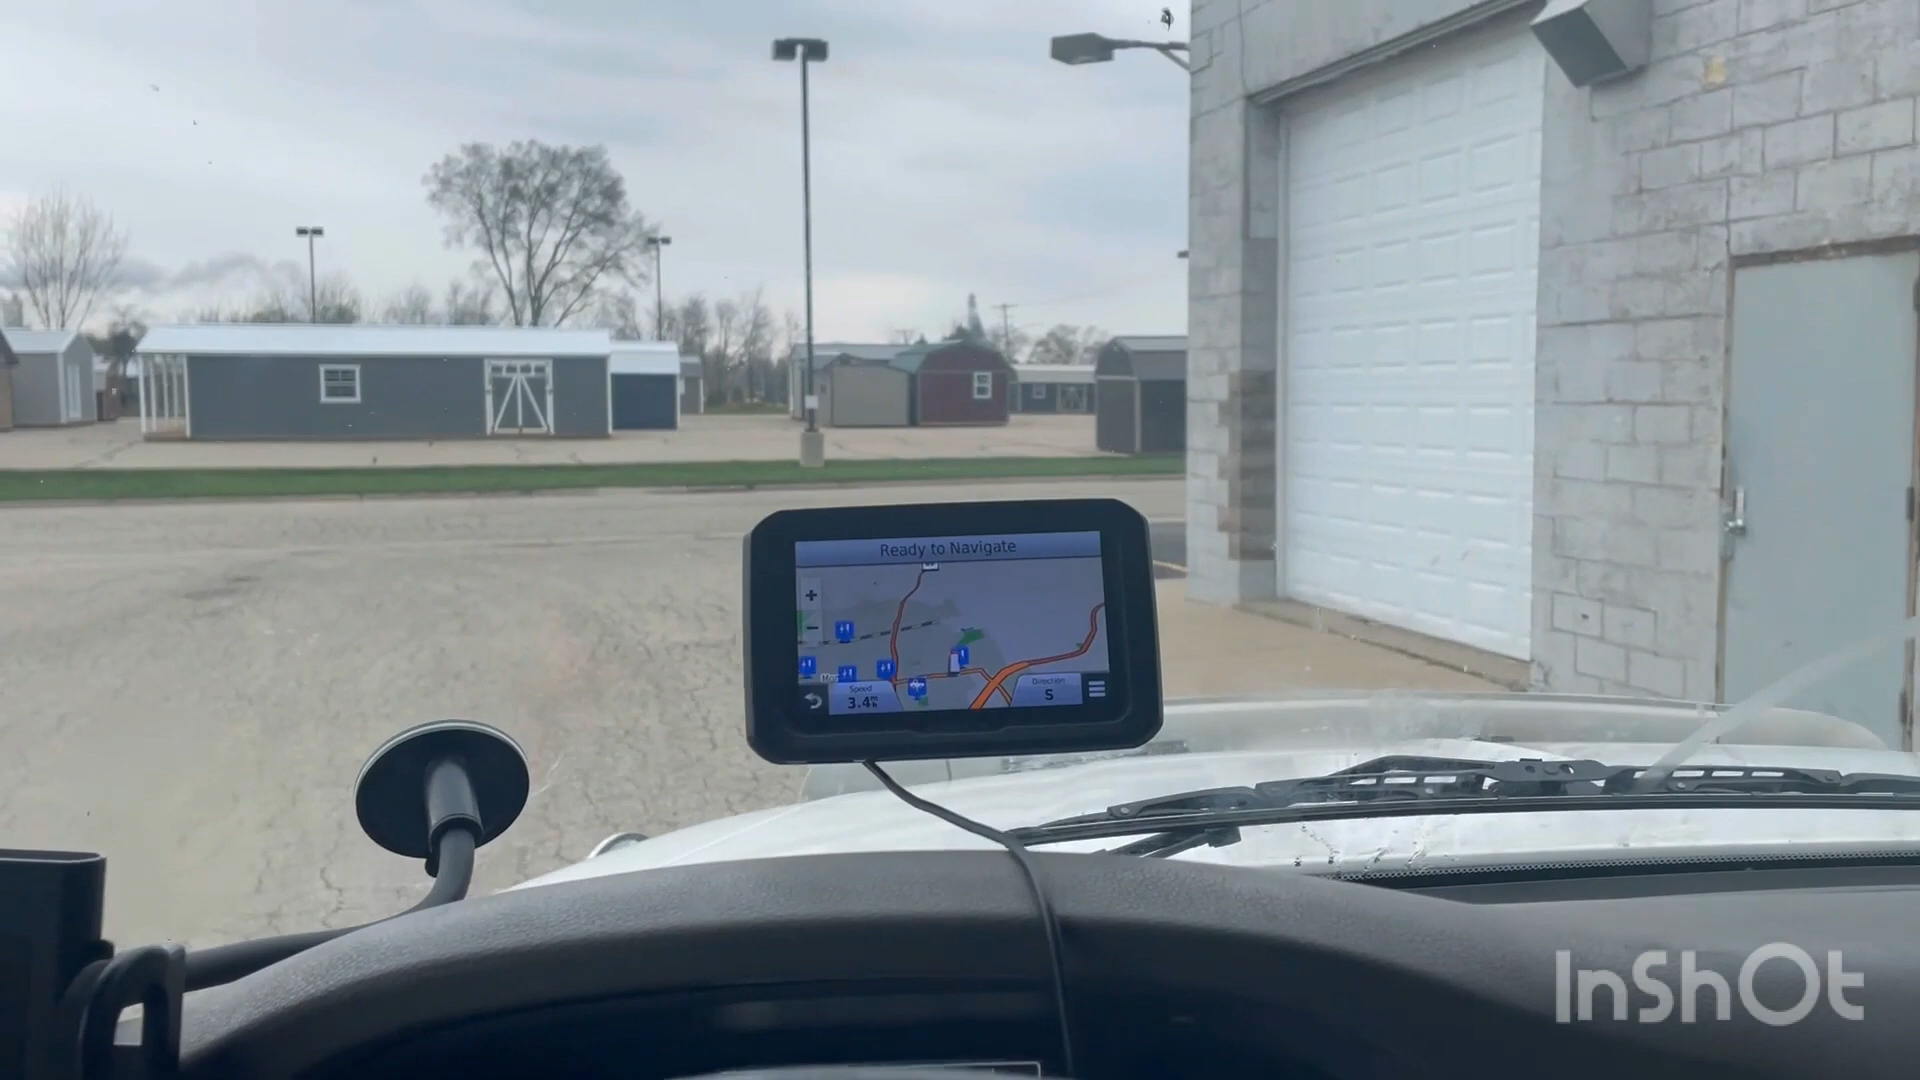 Ready to Navigate
+
-
Speed
3.4 m/h
Direction
S
InShOt